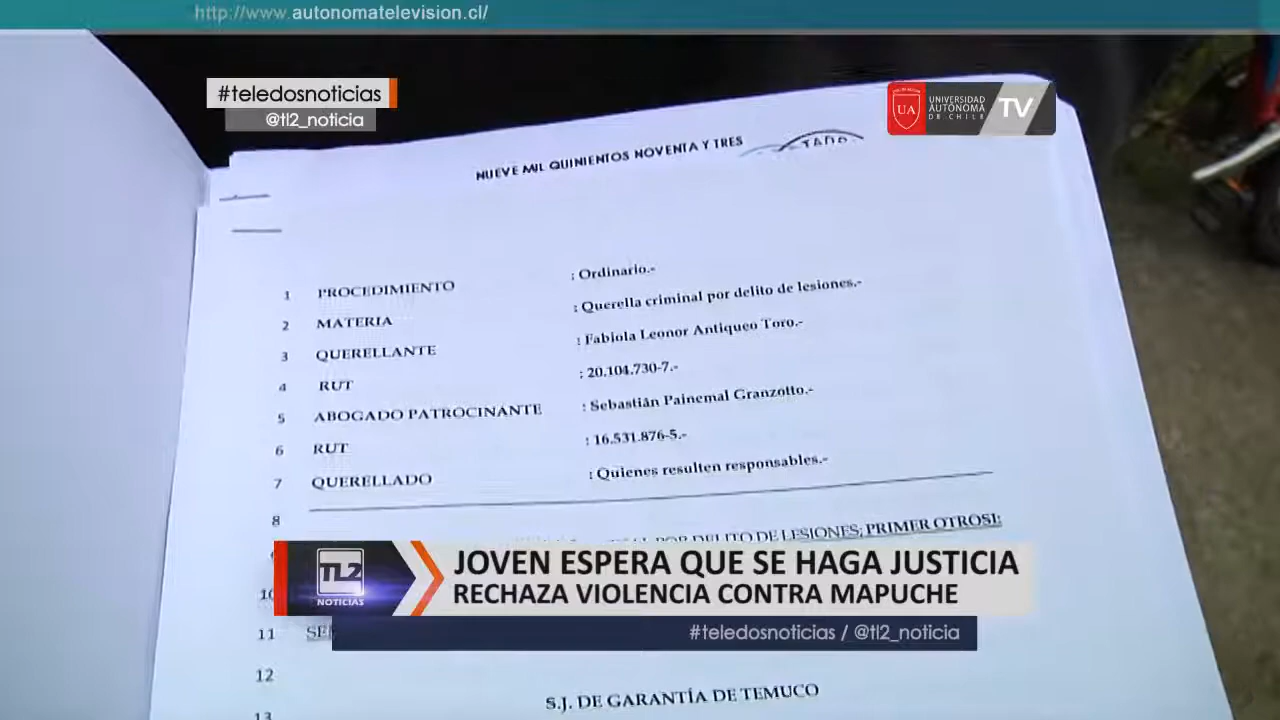 http://www.autonomatelevision.cl/
#teledosnoticias
@tl2_noticia
UA
UNIVERSIDAD
AUTÓNOMA
DE CHILE
TV
NUEVE MIL QUINIENTOS NOVENTA Y TRES
1 PROCEDIMIENTO : Ordinario.-
2 MATERIA : Querella criminal por delito de lesiones.-
3 QUERELLANTE : Fabiola Leonor Antiqueo Toro.-
4 RUT : 20.104.730-7.-
5 ABOGADO PATROCINANTE : Sebastián Painemal Granzotto.-
6 RUT : 16.531.876-5.-
7 QUERELLADO : Quienes resulten responsables.-
8
POR DELITO DE LESIONES; PRIMER OTROSI:
10
11
12
13
S.J. DE GARANTÍA DE TEMUCO
TL2
NOTICIAS
JOVEN ESPERA QUE SE HAGA JUSTICIA
RECHAZA VIOLENCIA CONTRA MAPUCHE
#teledosnoticias / @tl2_noticia